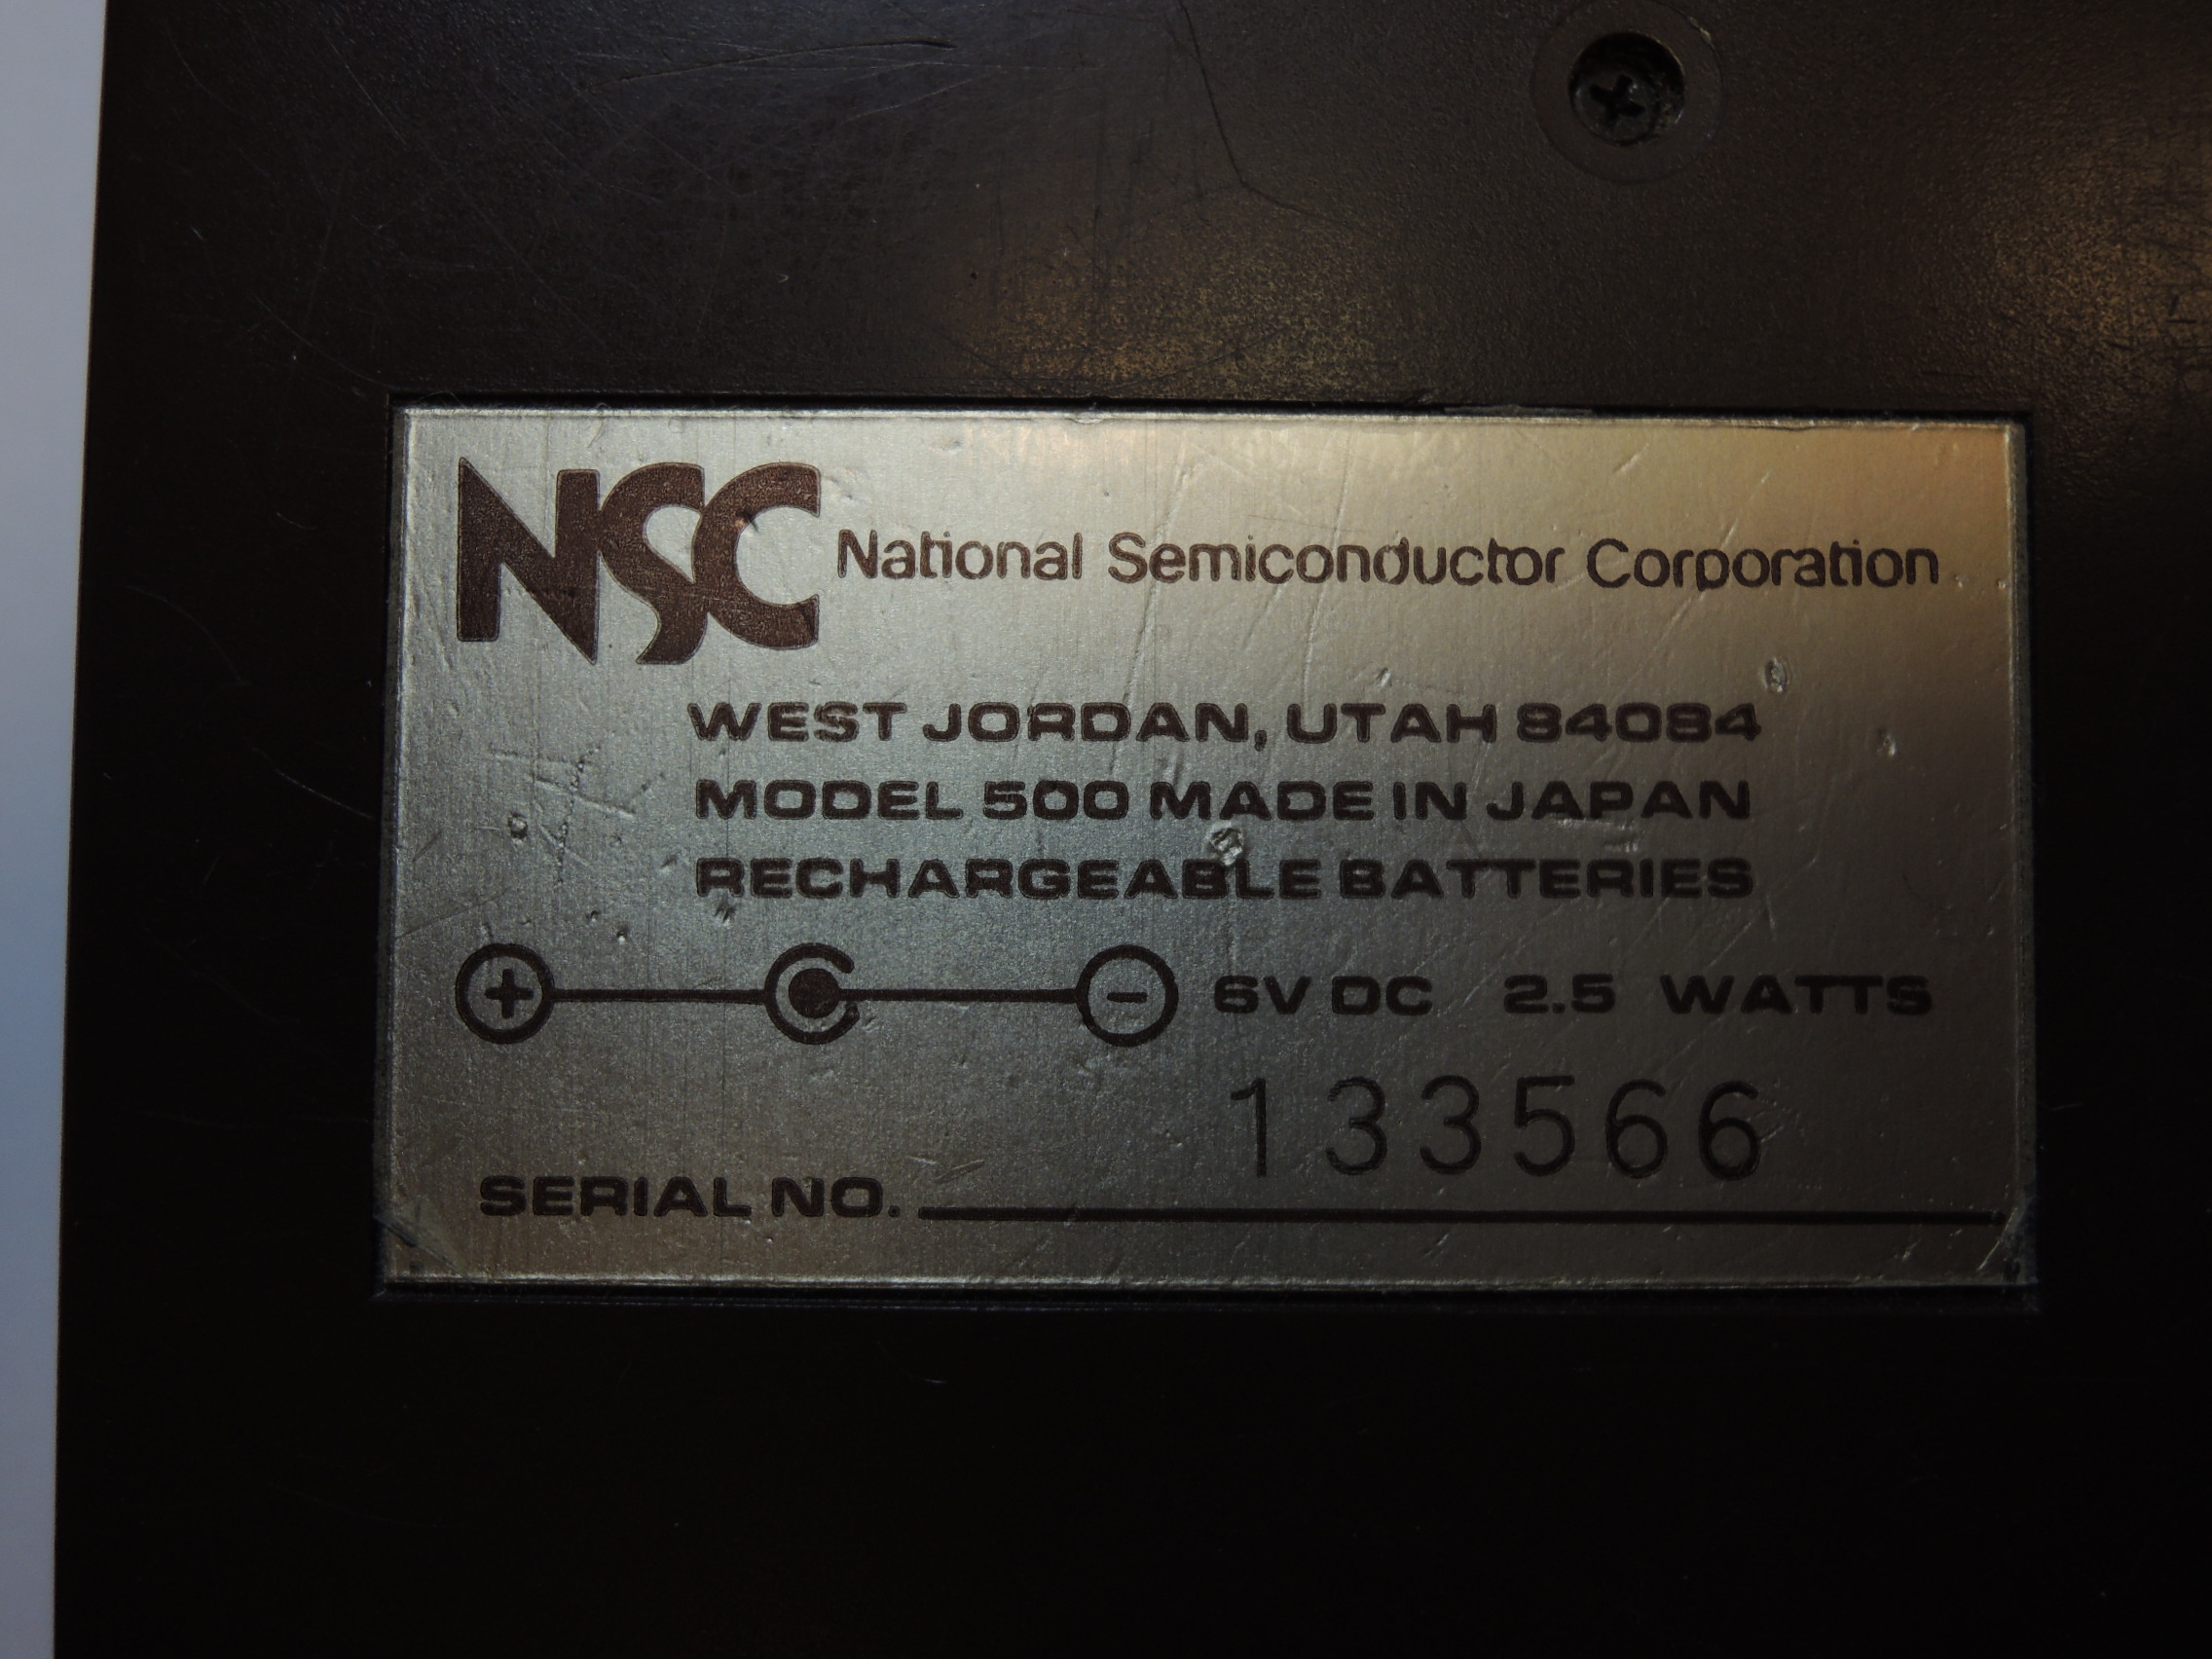 NSC National Semiconductor Corporation
WEST JORDAN, UTAH 84084
MODEL 500 MADE IN JAPAN
RECHARGEABLE BATTERIES
+ - 6V DC 2.5 WATTS
133566
SERIAL NO.